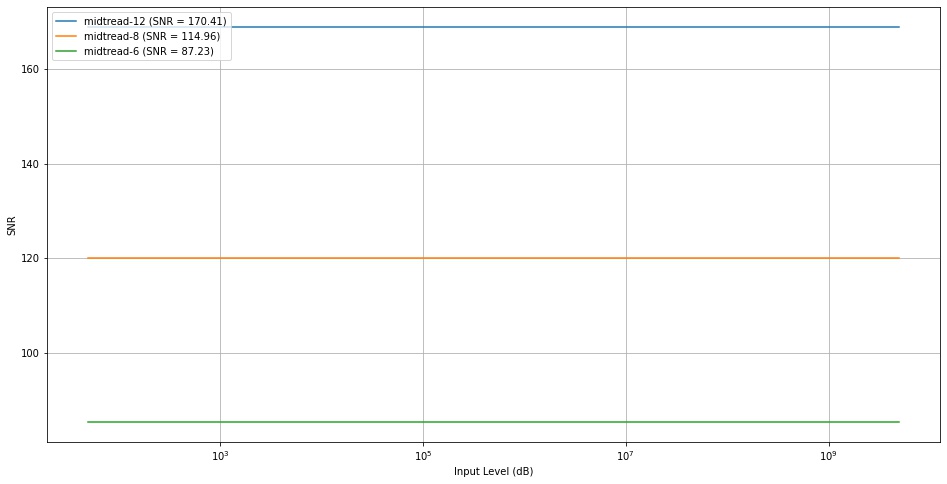 midtread-12 (SNR = 170.41)
midtread-8 (SNR = 114.96)
midtread-6 (SNR = 87.23)
160
140
120
100
SNR
10³ 10⁵ 10⁷ 10⁹
Input Level (dB)